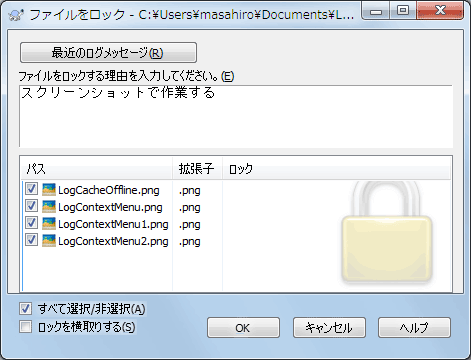 ファイルをロック - C:¥Users¥masahiro¥Documents¥L...
最近のログメッセージ(R)
ファイルをロックする理由を入力してください。(E)
スクリーンショットで作業する
パス 拡張子 ロック
LogCacheOffline.png .png
LogContextMenu.png .png
LogContextMenu1.png .png
LogContextMenu2.png .png
すべて選択/非選択(A)
ロックを横取りする(S)
OK キャンセル ヘルプ